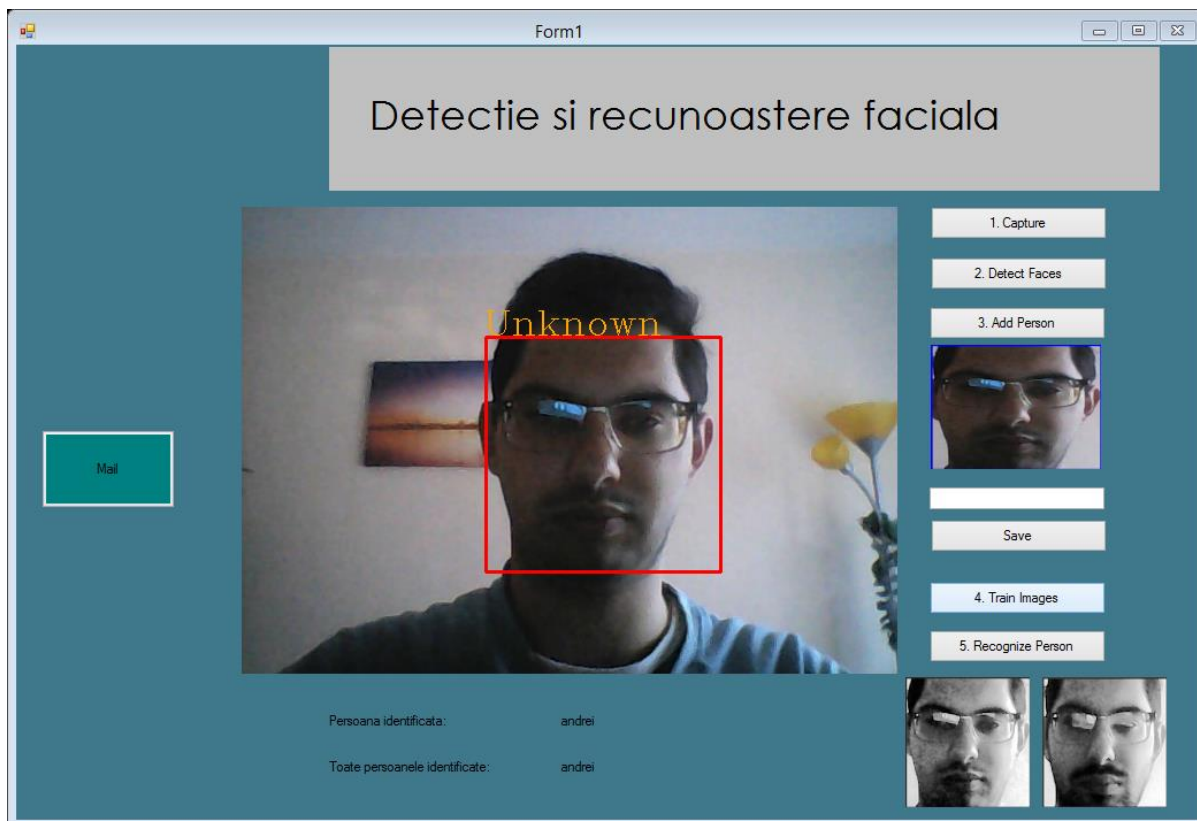 Form1
Detectie si recunoastere faciala
1. Capture
2. Detect Faces
Unknown
3. Add Person
Mail
Save
4. Train Images
5. Recognize Person
Persoana identificata: andrei
Toate persoanele identificate: andrei